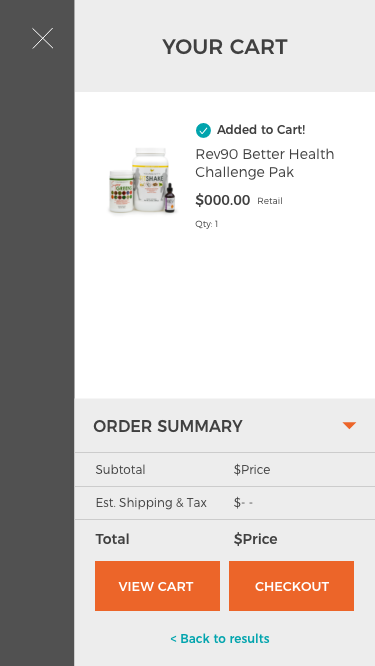 YOUR CART
Added to Cart!
Rev90 Better Health
Challenge Pak
$000.00 Retail
Qty: 1
SHAKE
ORDER SUMMARY
Subtotal $Price
Est. Shipping & Tax $- -
Total $Price
VIEW CART CHECKOUT
< Back to results